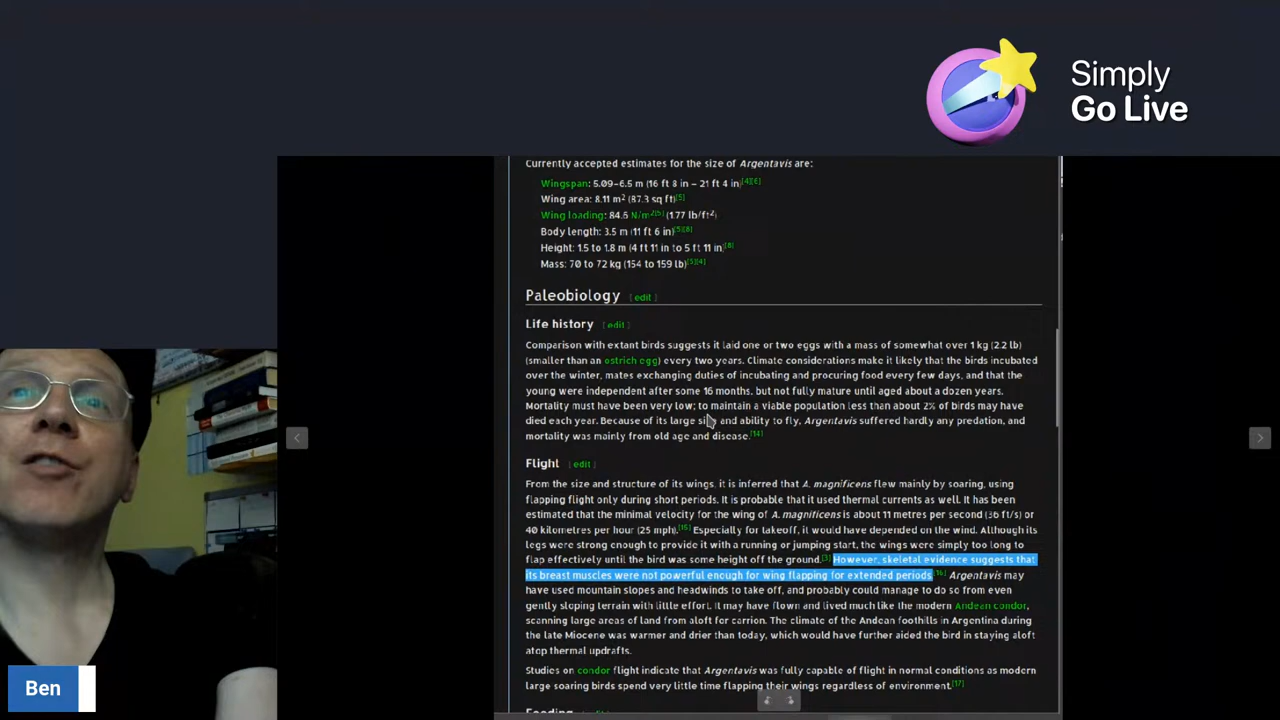 Simply
Go Live
Currently accepted estimates for the size of Argentavis are:
Wingspan: 5.09–6.5 m (16 ft 8 in – 21 ft 4 in)[4][6]
Wing area: 8.11 m2 (87.3 sq ft)[5]
Wing loading: 84.6 N/m2[5] (1.77 lb/ft2)
Body length: 3.5 m (11 ft 6 in)[5][8]
Height: 1.5 to 1.8 m (4 ft 11 in to 5 ft 11 in)[8]
Mass: 70 to 72 kg (154 to 159 lb)[5][4]
Paleobiology [ edit ]
Life history [ edit ]
Comparison with extant birds suggests it laid one or two eggs with a mass of somewhat over 1 kg (2.2 lb)
(smaller than an ostrich egg) every two years. Climate considerations make it likely that the birds incubated
over the winter, mates exchanging duties of incubating and procuring food every few days, and that the
young were independent after some 16 months, but not fully mature until aged about a dozen years.
Mortality must have been very low; to maintain a viable population less than about 2% of birds may have
died each year. Because of its large and ability to fly, Argentavis suffered hardly any predation, and
mortality was mainly from old age and disease.[14]
Flight [ edit ]
From the size and structure of its wings, it is inferred that A. magnificens flew mainly by soaring, using
flapping flight only during short periods. It is probable that it used thermal currents as well. It has been
estimated that the minimal velocity for the wing of A. magnificens is about 11 metres per second (36 ft/s) or
40 kilometres per hour (25 mph).[15] Especially for takeoff, it would have depended on the wind. Although its
legs were strong enough to provide it with a running or jumping start, the wings were simply too long to
flap effectively until the bird was some height off the ground.[3] However, skeletal evidence suggests that
its breast muscles were not powerful enough for wing flapping for extended periods.[16] Argentavis may
have used mountain slopes and headwinds to take off, and probably could manage to do so from even
gently sloping terrain with little effort. It may have flown and lived much like the modern Andean condor,
scanning large areas of land from aloft for carrion. The climate of the Andean foothills in Argentina during
the late Miocene was warmer and drier than today, which would have further aided the bird in staying aloft
atop thermal updrafts.
Studies on condor flight indicate that Argentavis was fully capable of flight in normal conditions as modern
large soaring birds spend very little time flapping their wings regardless of environment.[17]
Ben